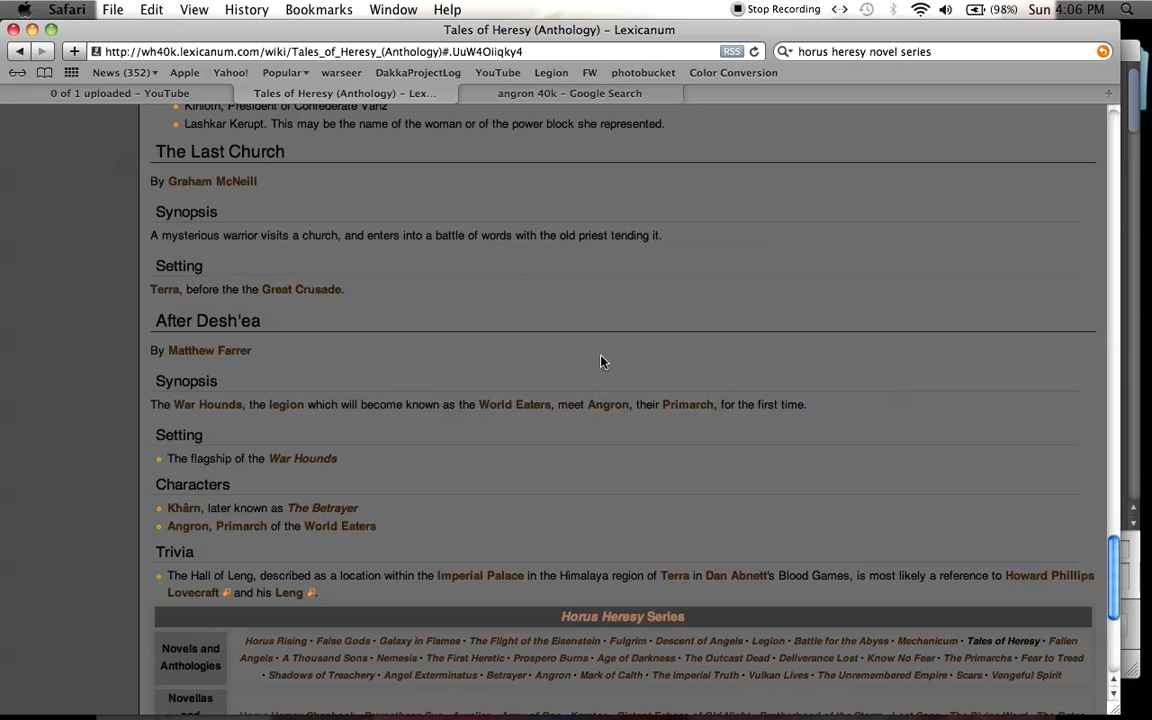 Safari File Edit View History Bookmarks Window Help Stop Recording (98%) Sun 4:06 PM
Tales of Heresy (Anthology) – Lexicanum
http://wh40k.lexicanum.com/wiki/Tales_of_Heresy_(Anthology)#.UuW4Oiiqky4 RSS horus heresy novel series
News (352) Apple Yahoo! Popular warseer DakkaProjectLog YouTube Legion FW photobucket Color Conversion
0 of 1 uploaded – YouTube Tales of Heresy (Anthology) – Lex... angron 40k – Google Search
Kinloth, President of Confederate Vanz
Lashkar Kerupt. This may be the name of the woman or of the power block she represented.
The Last Church
By Graham McNeill
Synopsis
A mysterious warrior visits a church, and enters into a battle of words with the old priest tending it.
Setting
Terra, before the the Great Crusade.
After Desh'ea
By Matthew Farrer
Synopsis
The War Hounds, the legion which will become known as the World Eaters, meet Angron, their Primarch, for the first time.
Setting
The flagship of the War Hounds
Characters
Khârn, later known as The Betrayer
Angron, Primarch of the World Eaters
Trivia
The Hall of Leng, described as a location within the Imperial Palace in the Himalaya region of Terra in Dan Abnett's Blood Games, is most likely a reference to Howard Phillips
Lovecraft and his Leng .
Horus Heresy Series
Novels and
Anthologies
Horus Rising • False Gods • Galaxy in Flames • The Flight of the Eisenstein • Fulgrim • Descent of Angels • Legion • Battle for the Abyss • Mechanicum • Tales of Heresy • Fallen
Angels • A Thousand Sons • Nemesis • The First Heretic • Prospero Burns • Age of Darkness • The Outcast Dead • Deliverance Lost • Know No Fear • The Primarchs • Fear to Tread
• Shadows of Treachery • Angel Exterminatus • Betrayer • Angron • Mark of Calth • The Imperial Truth • Vulkan Lives • The Unremembered Empire • Scars • Vengeful Spirit
Novellas